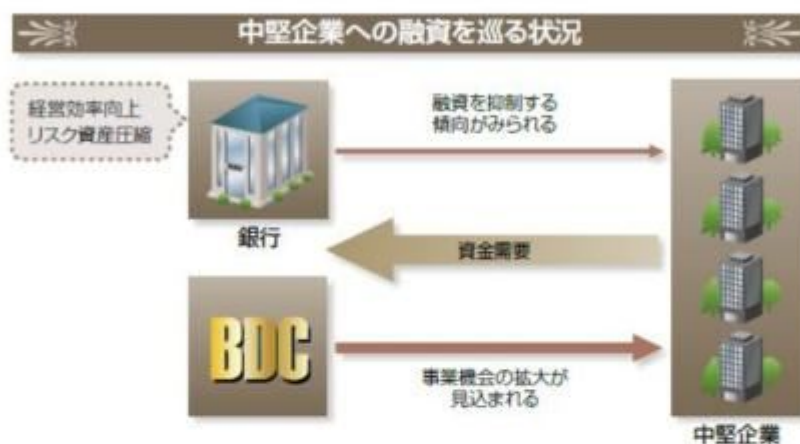 中堅企業への融資を巡る状況
経営効率向上
リスク資産圧縮
融資を抑制する
傾向がみられる
銀行
資金需要
BDC
事業機会の拡大が
見込まれる
中堅企業